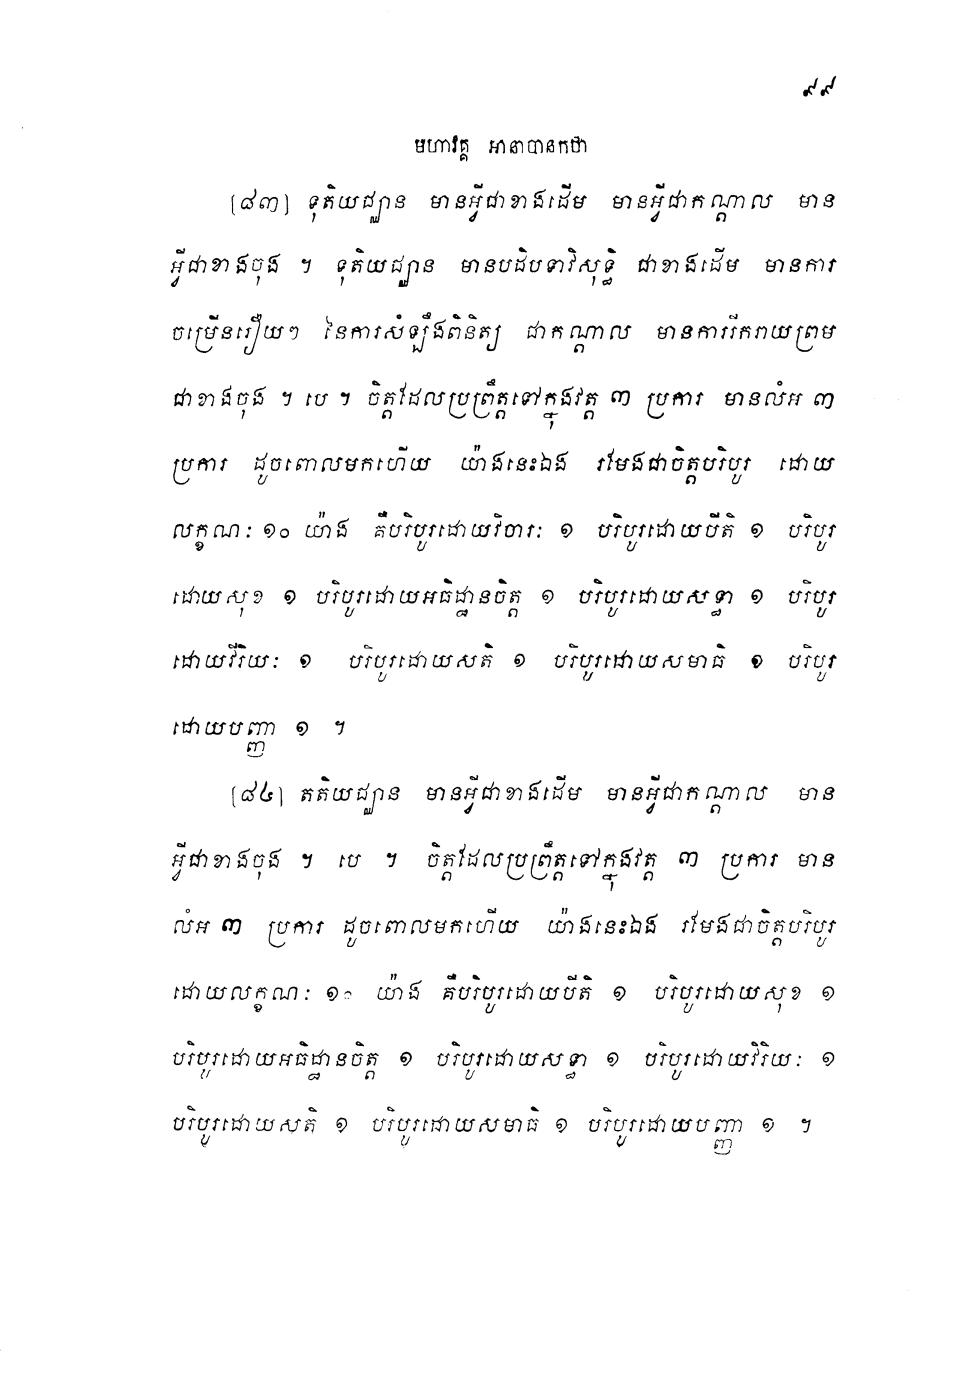 ៩៩
មហាវគ្គ អានាបានកថា
[៨៣] ទុតិយជ្ឈាន មានអ្វីជាខាងដើម មានអ្វីជាកណ្តាល មាន
អ្វីជាខាងចុង ។ ទុតិយជ្ឈាន មានបដិបទាវិសុទ្ធិ ជាខាងដើម មានការ
ចម្រើនរឿយៗ នៃការសំឡឹងពិនិត្យ ជាកណ្តាល មានការរីករាយព្រម
ជាខាងចុង ។ បេ ។ ចិត្តដែលប្រព្រឹត្តទៅក្នុងវត្ត ៣ ប្រការ មានលំអ ៣
ប្រការ ដូចពោលមកហើយ យ៉ាងនេះឯង រមែងជាចិត្តបរិបូរ ដោយ
លក្ខណៈ ១០ យ៉ាង គឺបរិបូរដោយវិចារៈ ១ បរិបូរដោយបីតិ ១ បរិបូរ
ដោយសុខ ១ បរិបូរដោយអធិដ្ឋានចិត្ត ១ បរិបូរដោយសទ្ធា ១ បរិបូរ
ដោយវីរិយៈ ១ បរិបូរដោយសតិ ១ បរិបូរដោយសមាធិ ១ បរិបូរ
ដោយបញ្ញា ១ ។
[៨៤] តតិយជ្ឈាន មានអ្វីជាខាងដើម មានអ្វីជាកណ្តាល មាន
អ្វីជាខាងចុង ។ បេ ។ ចិត្តដែលប្រព្រឹត្តទៅក្នុងវត្ត ៣ ប្រការ មាន
លំអ ៣ ប្រការ ដូចពោលមកហើយ យ៉ាងនេះឯង រមែងជាចិត្តបរិបូរ
ដោយលក្ខណៈ ១០ យ៉ាង គឺបរិបូរដោយបីតិ ១ បរិបូរដោយសុខ ១
បរិបូរដោយអធិដ្ឋានចិត្ត ១ បរិបូរដោយសទ្ធា ១ បរិបូរដោយវិរិយៈ ១
បរិបូរដោយសតិ ១ បរិបូរដោយសមាធិ ១ បរិបូរដោយបញ្ញា ១ ។